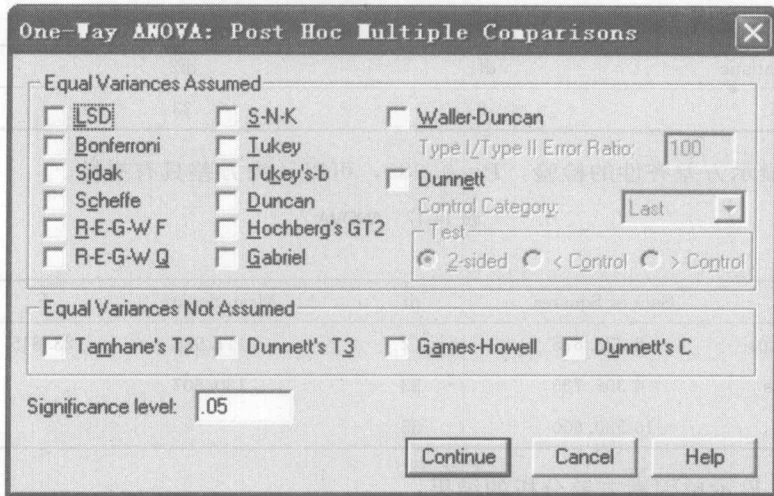 One-Way ANOVA: Post Hoc Multiple Comparisons
Equal Variances Assumed
LSD
S-N-K
Waller-Duncan
Bonferroni
Tukey
Type I/Type II Error Ratio: 100
Sidak
Tukey's-b
Dunnett
Scheffe
Duncan
Control Category: Last
R-E-G-W F
Hochberg's GT2
Test
R-E-G-W Q
Gabriel
2-sided < Control > Control
Equal Variances Not Assumed
Tamhane's T2 Dunnett's T3 Games-Howell Dunnett's C
Significance level: .05
Continue Cancel Help